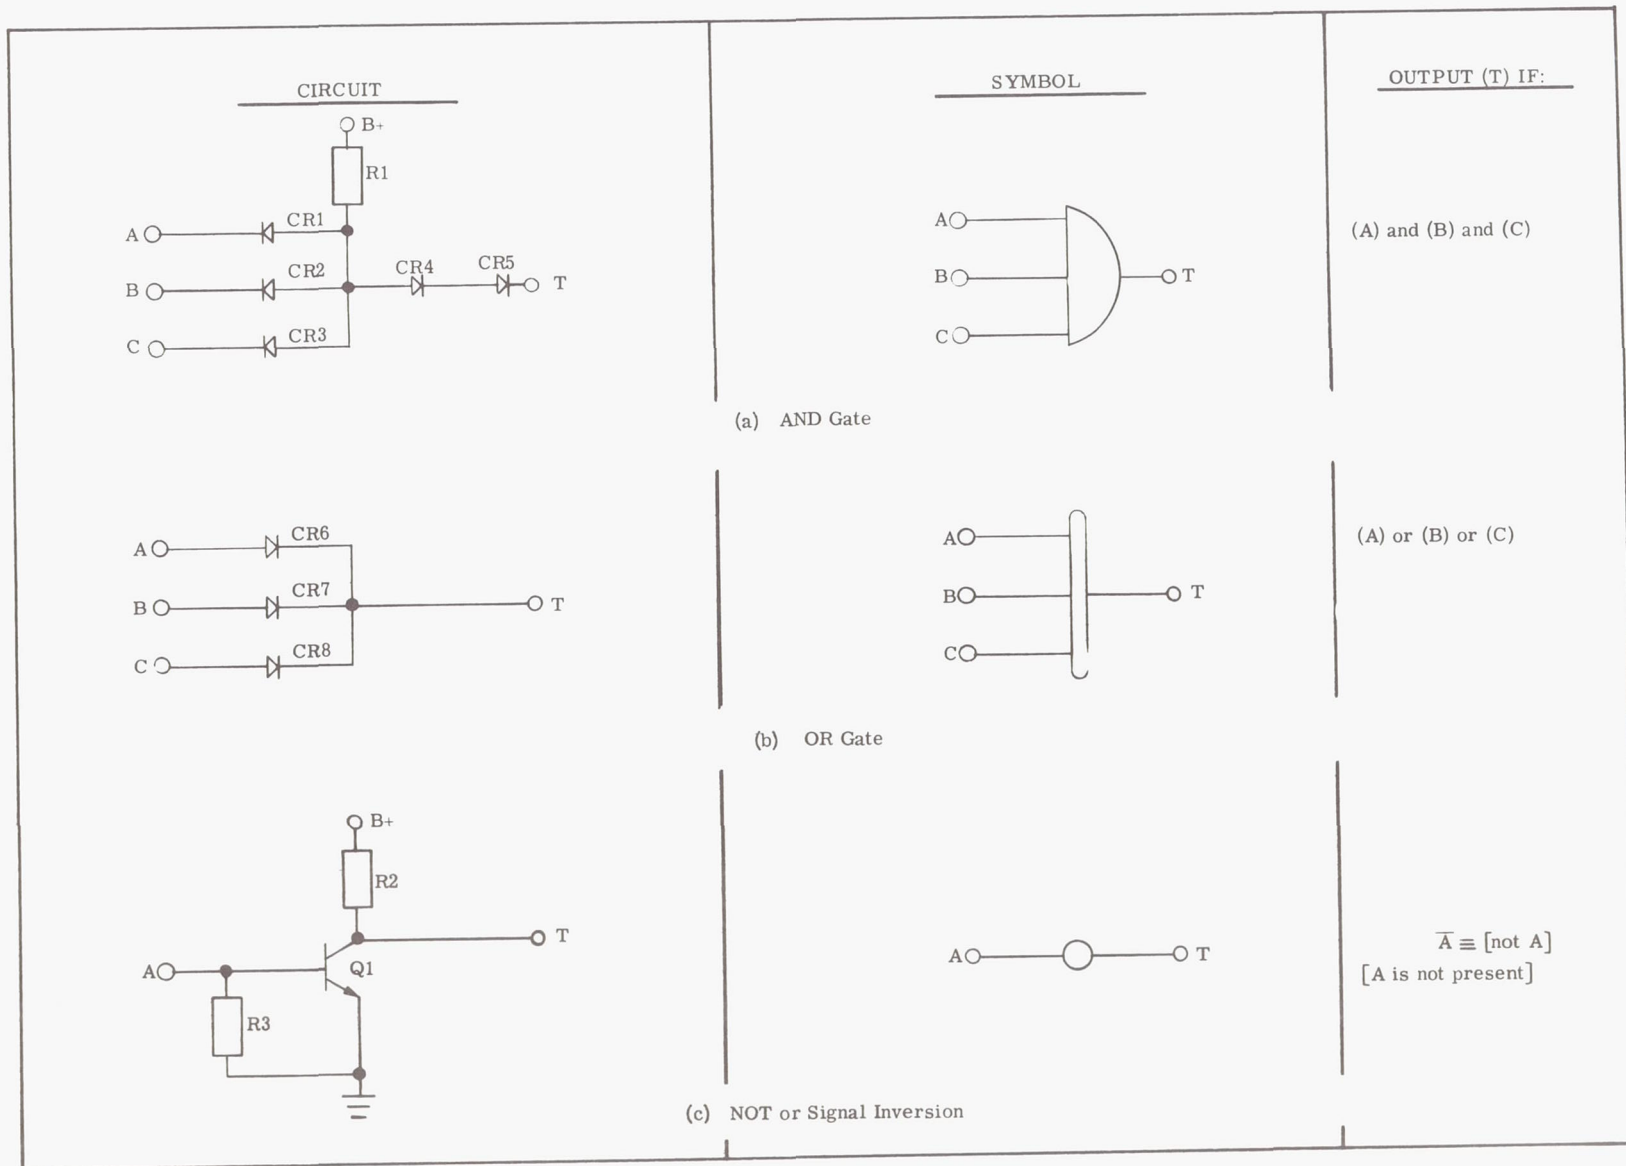 CIRCUIT
SYMBOL
OUTPUT (T) IF:
B+
R1
A
CR1
B
CR2
CR4
CR5
T
C
CR3
A
B
T
C
(A) and (B) and (C)
(a) AND Gate
A
CR6
B
CR7
T
C
CR8
A
B
T
C
(A) or (B) or (C)
(b) OR Gate
B+
R2
T
A
Q1
R3
A
T
A̅ ≡ [not A]
[A is not present]
(c) NOT or Signal Inversion